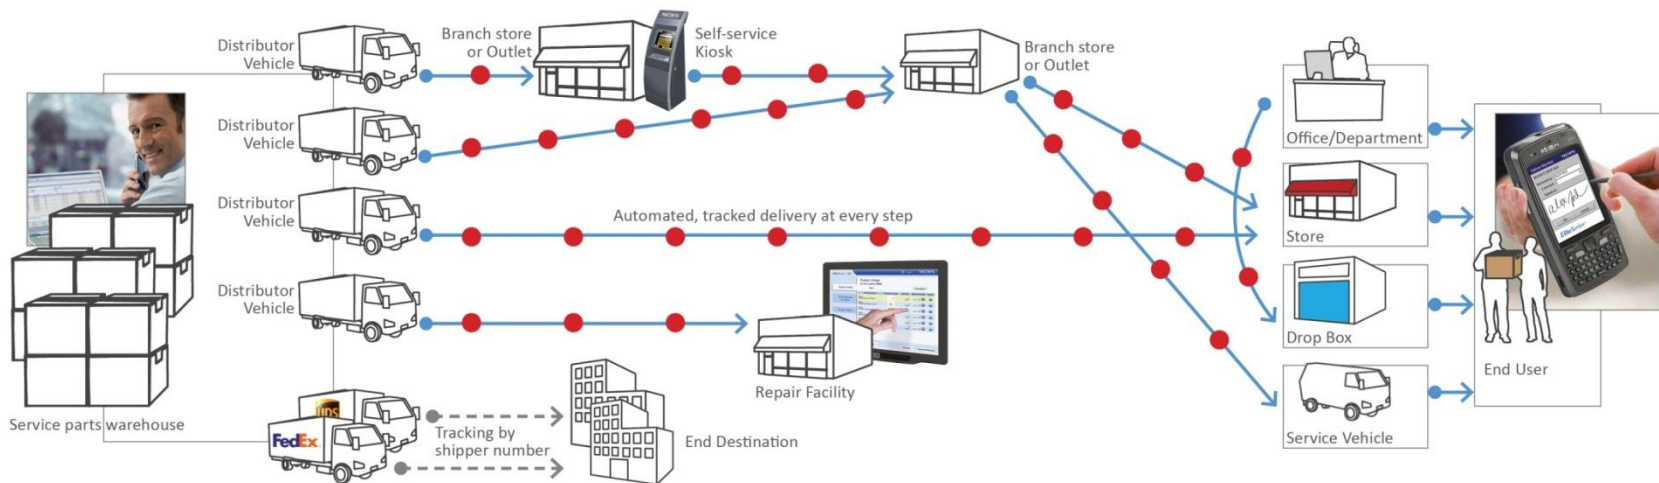 Distributor
Vehicle
Branch store
or Outlet
Self-service
Kiosk
Branch store
or Outlet
Distributor
Vehicle
Office/Department
Distributor
Vehicle
Automated, tracked delivery at every step
Store
Distributor
Vehicle
Drop Box
Repair Facility
End User
Service parts warehouse
ups
FedEx
Tracking by
shipper number
End Destination
Service Vehicle